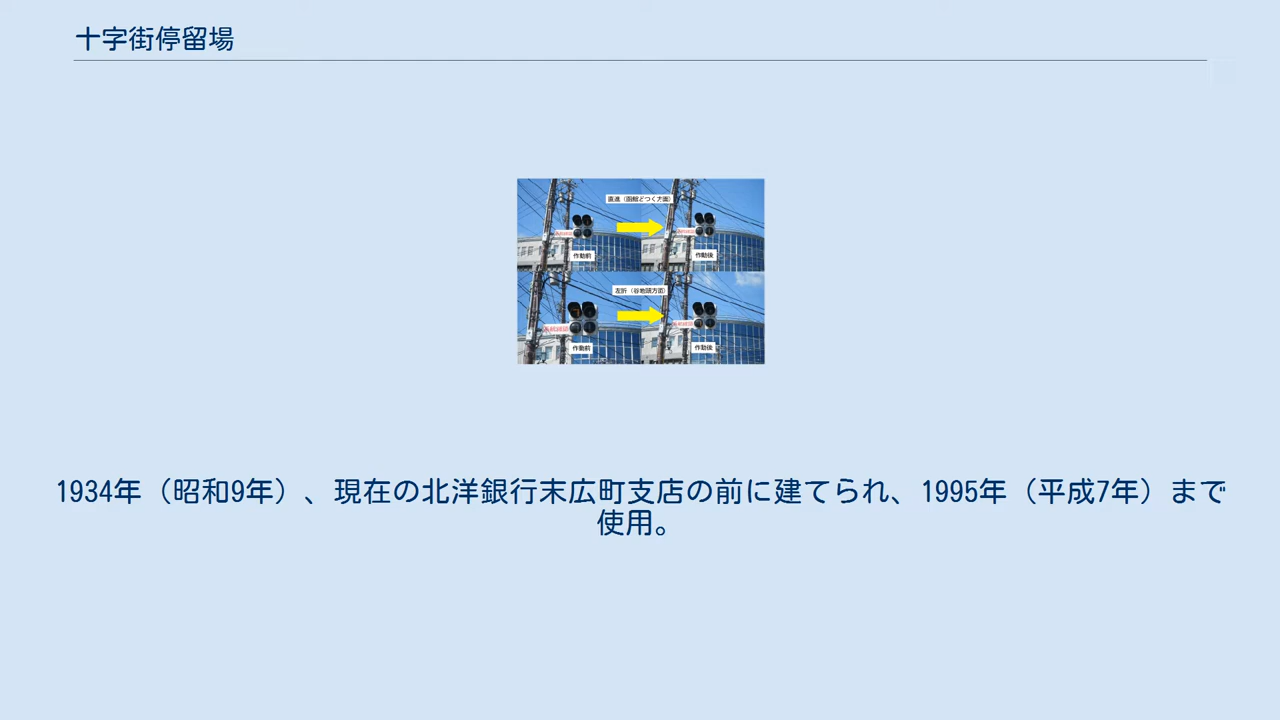 十字街停留場
直進（函館どつく方面）
作動前
作動後
左折（谷地頭方面）
作動前
作動後
1934年（昭和9年）、現在の北洋銀行末広町支店の前に建てられ、1995年（平成7年）まで
使用。